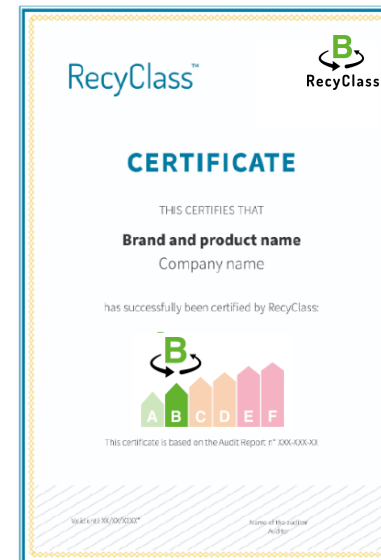 RecyClass™
B
RecyClass
CERTIFICATE
THIS CERTIFIES THAT
Brand and product name
Company name
has successfully been certified by RecyClass:
B
A B C D E F
This certificate is based on the Audit Report n° XXX-XXX-XX
Valid until XX/XX/XXXX*
Name of the auditor
Auditor